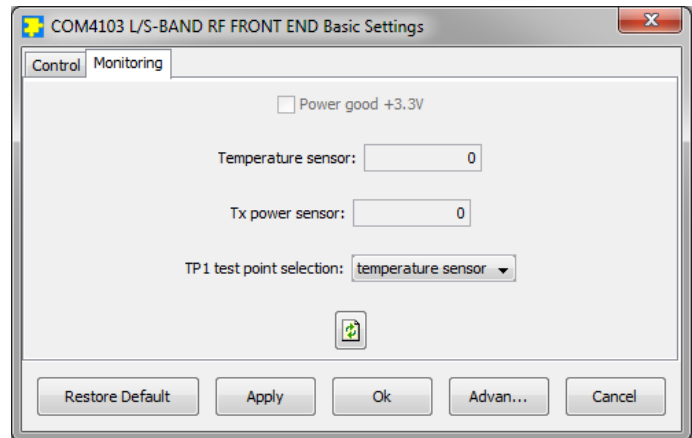 COM4103 L/S-BAND RF FRONT END Basic Settings
Control Monitoring
Power good +3.3V
Temperature sensor: 0
Tx power sensor: 0
TP1 test point selection: temperature sensor
Restore Default Apply Ok Advan... Cancel